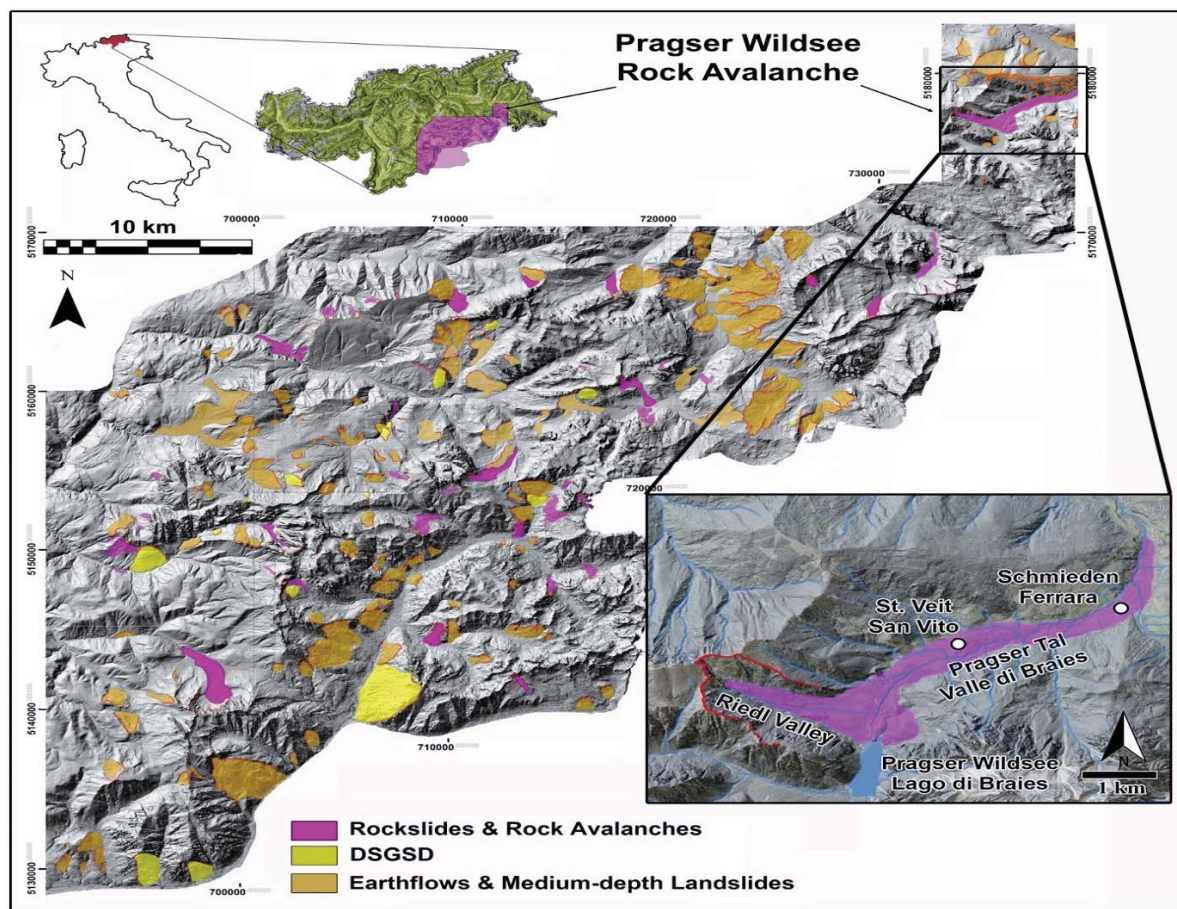 Pragser Wildsee
Rock Avalanche
5180000
5180000
730000
700000
710000
720000
10 km
5170000
5170000
N
5160000
720000
5150000
Schmieden
Ferrara
St. Veit
San Vito
Pragser Tal
Valle di Braies
Riedl Valley
5140000
710000
Pragser Wildsee
Lago di Braies
N
1 km
Rockslides & Rock Avalanches
DSGSD
Earthflows & Medium-depth Landslides
5130000
700000